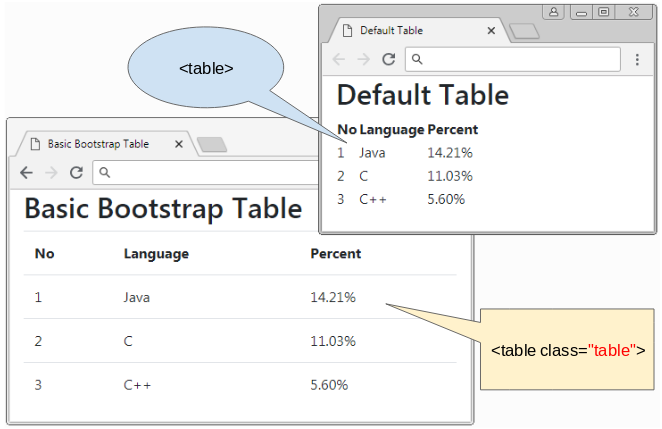 <table>
Default Table
Default Table
No Language Percent
1 Java 14.21%
2 C 11.03%
3 C++ 5.60%
Basic Bootstrap Table
Basic Bootstrap Table
No Language Percent
1 Java 14.21%
2 C 11.03%
3 C++ 5.60%
<table class="table">